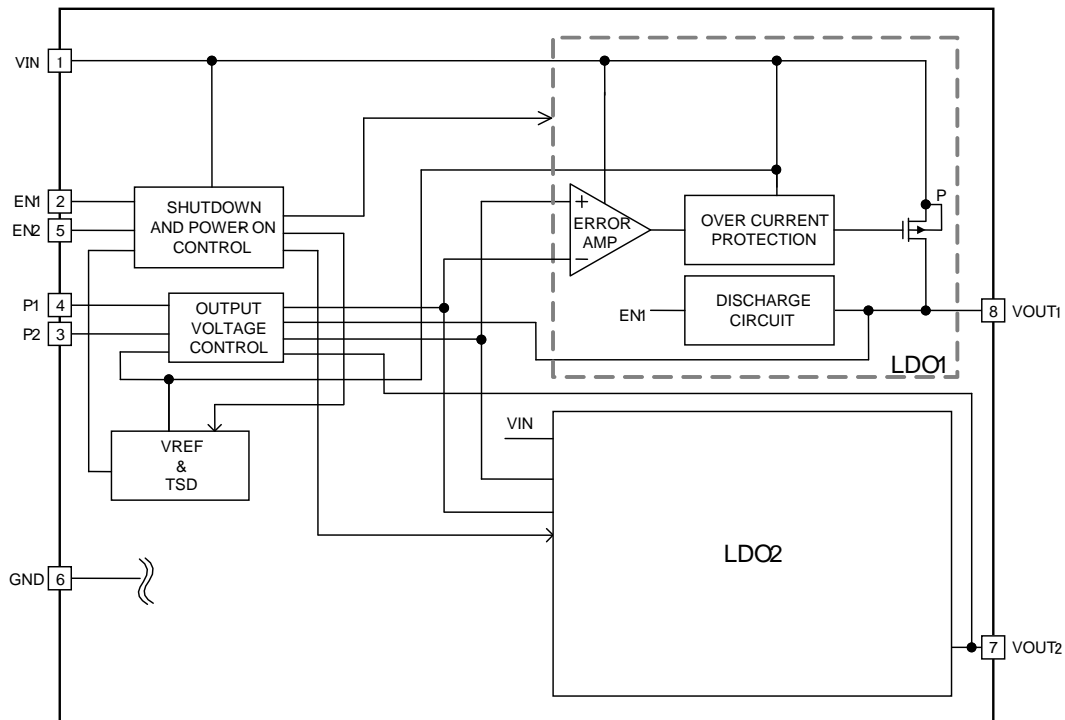 VIN 1
EN1 2
EN2 5
SHUTDOWN
AND POWER ON
CONTROL
P1 4
P2 3
OUTPUT
VOLTAGE
CONTROL
VREF
&
TSD
GND 6
+
ERROR
AMP
−
OVER CURRENT
PROTECTION
P
EN1
DISCHARGE
CIRCUIT
LDO1
8 VOUT1
VIN
LDO2
7 VOUT2